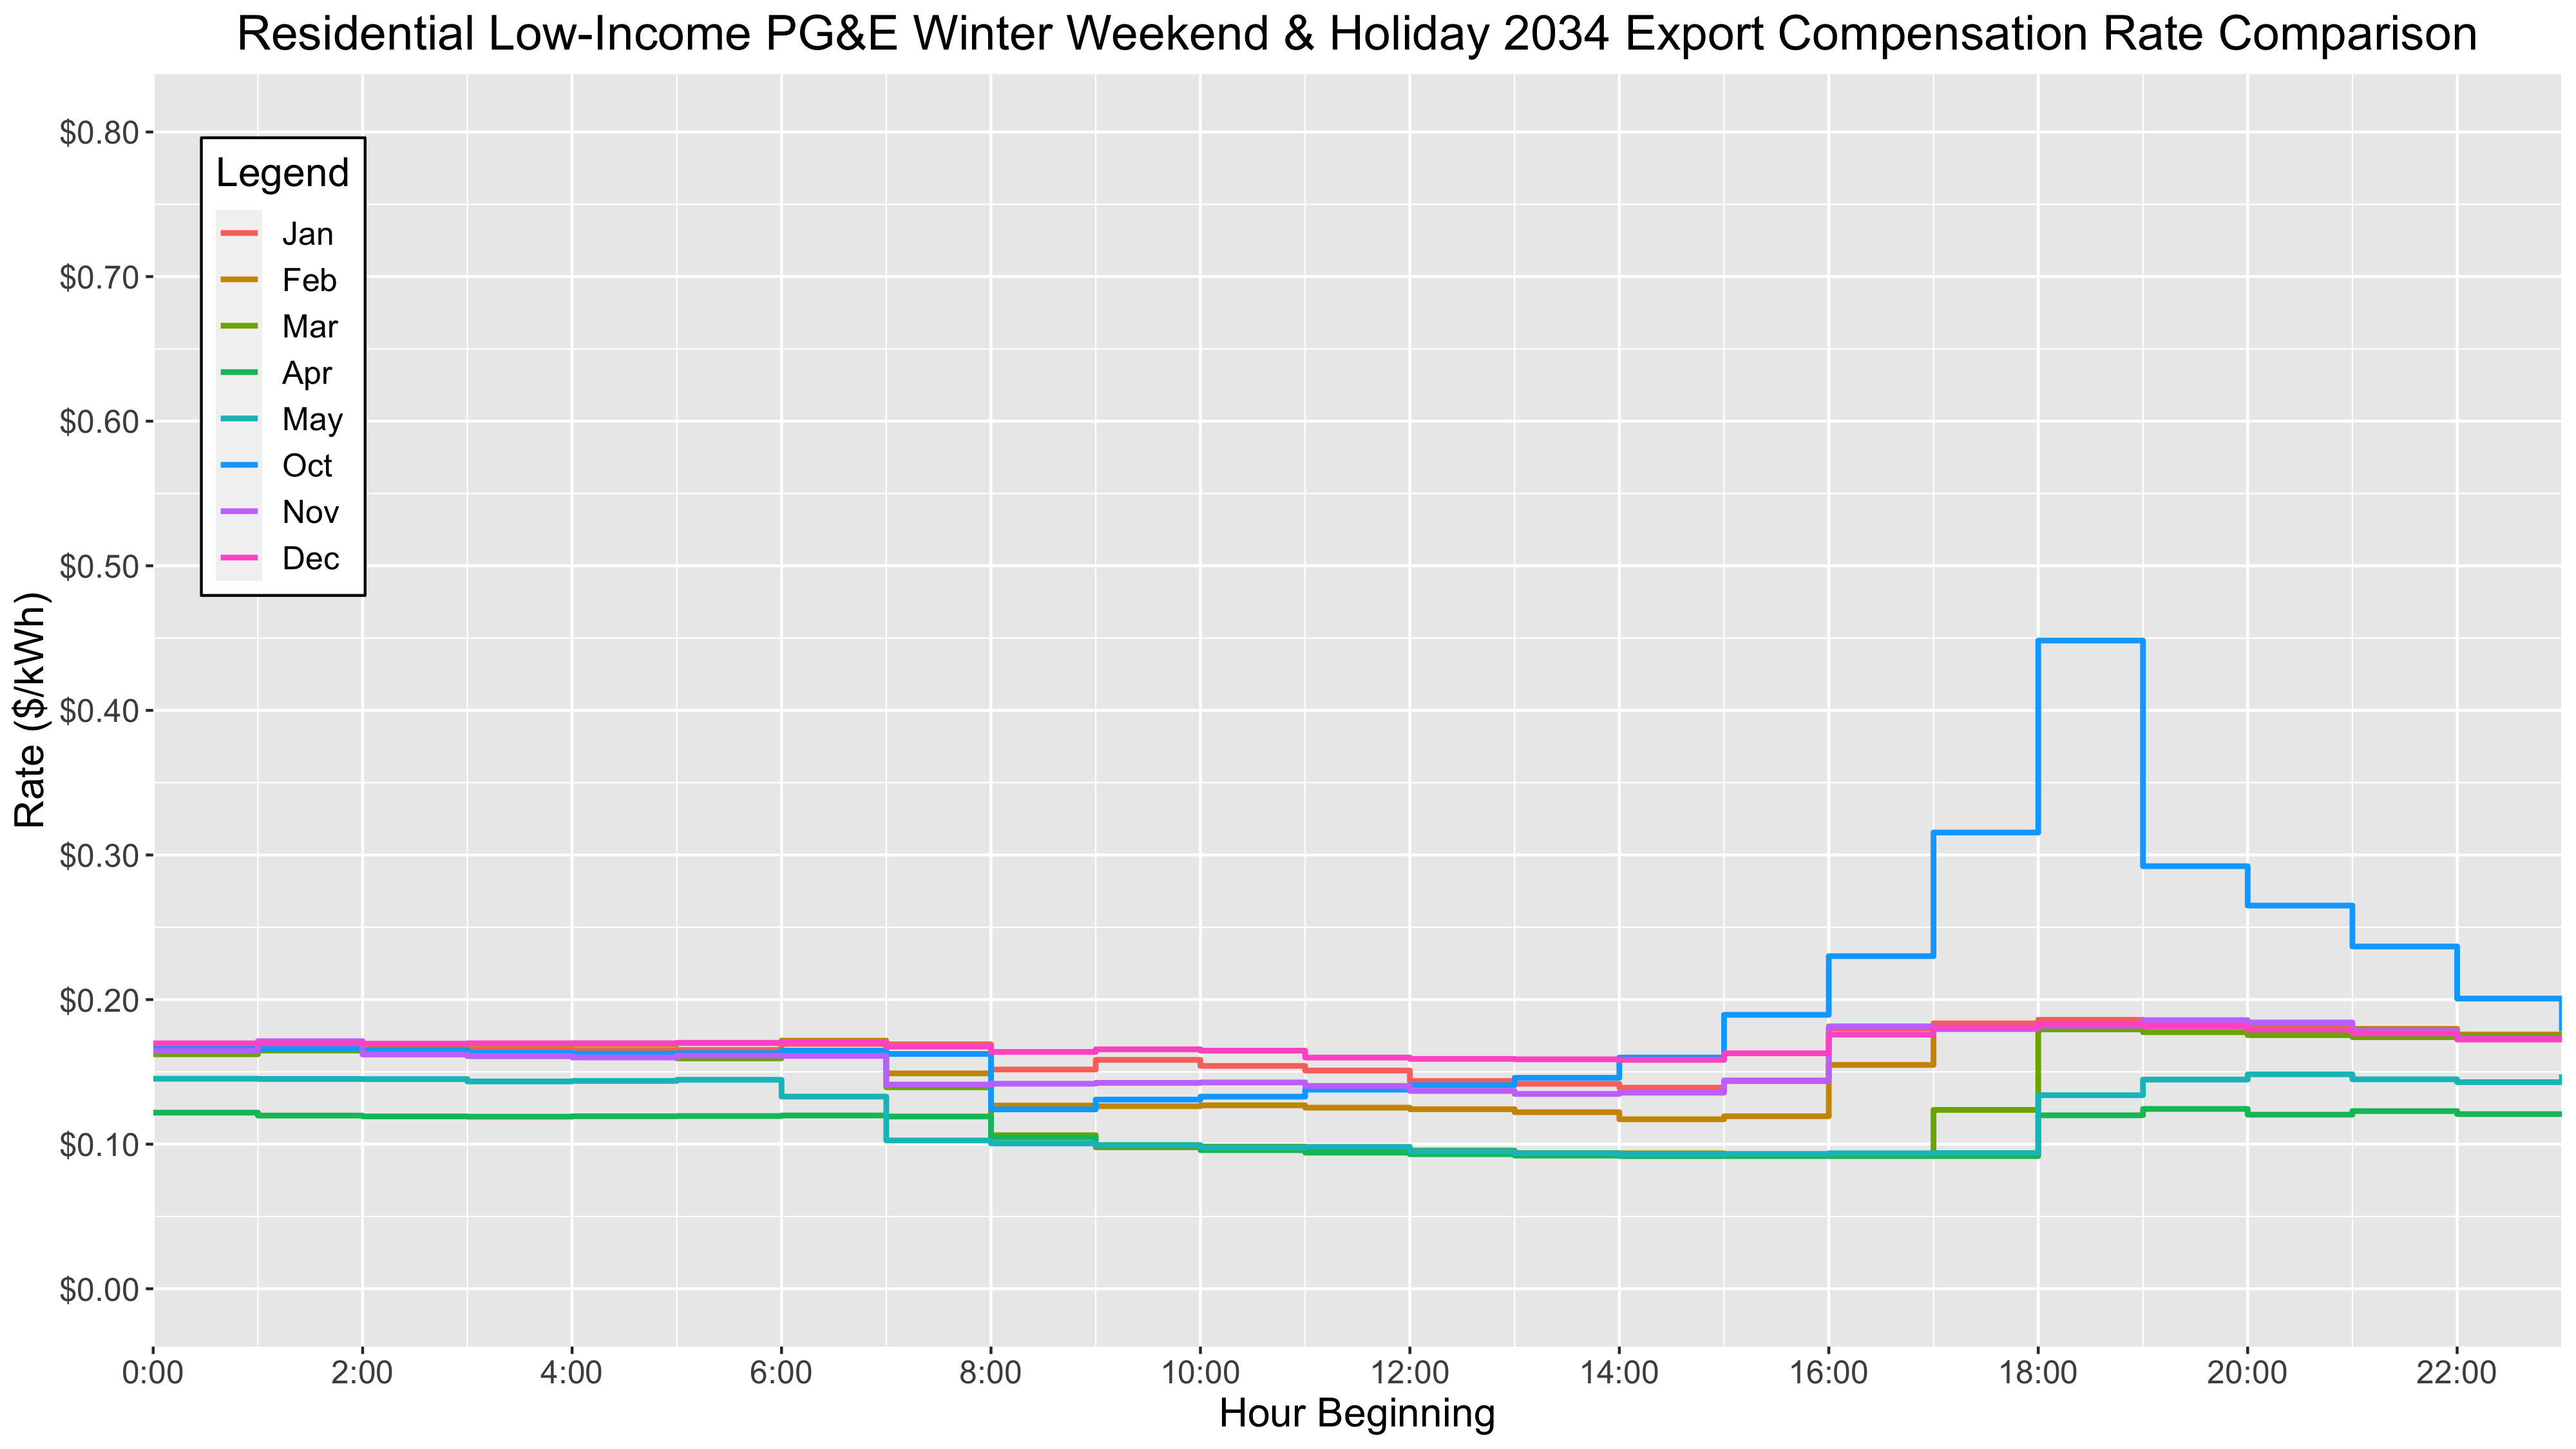 Residential Low-Income PG&E Winter Weekend & Holiday 2034 Export Compensation Rate Comparison
$0.80
$0.70
$0.60
$0.50
$0.40
$0.30
$0.20
$0.10
$0.00
Rate ($/kWh)
Legend
Jan
Feb
Mar
Apr
May
Oct
Nov
Dec
0:00 2:00 4:00 6:00 8:00 10:00 12:00 14:00 16:00 18:00 20:00 22:00
Hour Beginning